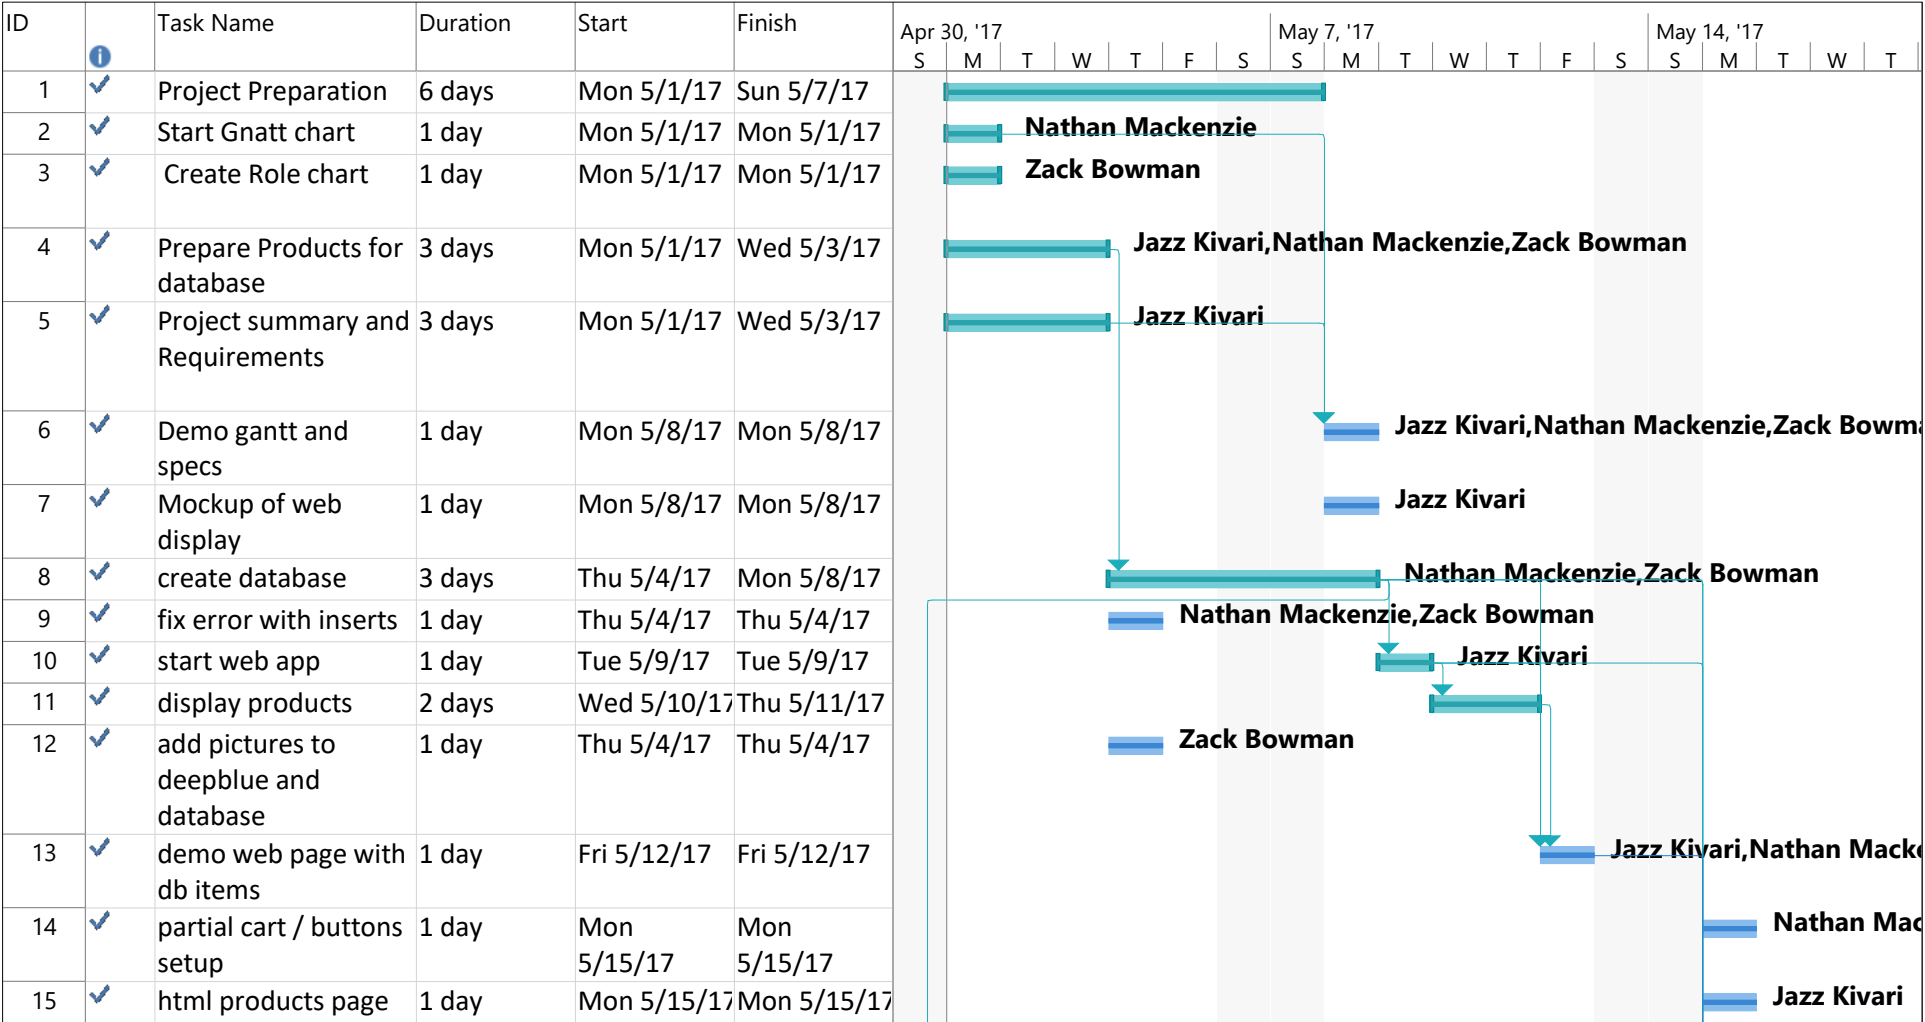 ID Task Name Duration Start Finish Apr 30, '17 May 7, '17 May 14, '17
S M T W T F S S M T W T F S S M T W T
1 Project Preparation 6 days Mon 5/1/17 Sun 5/7/17
2 Start Gnatt chart 1 day Mon 5/1/17 Mon 5/1/17 Nathan Mackenzie
3 Create Role chart 1 day Mon 5/1/17 Mon 5/1/17 Zack Bowman
4 Prepare Products for 3 days Mon 5/1/17 Wed 5/3/17 Jazz Kivari,Nathan Mackenzie,Zack Bowman
database
5 Project summary and 3 days Mon 5/1/17 Wed 5/3/17 Jazz Kivari
Requirements
6 Demo gantt and 1 day Mon 5/8/17 Mon 5/8/17 Jazz Kivari,Nathan Mackenzie,Zack Bowma
specs
7 Mockup of web 1 day Mon 5/8/17 Mon 5/8/17 Jazz Kivari
display
8 create database 3 days Thu 5/4/17 Mon 5/8/17 Nathan Mackenzie,Zack Bowman
9 fix error with inserts 1 day Thu 5/4/17 Thu 5/4/17 Nathan Mackenzie,Zack Bowman
10 start web app 1 day Tue 5/9/17 Tue 5/9/17 Jazz Kivari
11 display products 2 days Wed 5/10/17 Thu 5/11/17
12 add pictures to 1 day Thu 5/4/17 Thu 5/4/17 Zack Bowman
deepblue and
database
13 demo web page with 1 day Fri 5/12/17 Fri 5/12/17 Jazz Kivari,Nathan Macke
db items
14 partial cart / buttons 1 day Mon Mon Nathan Mac
setup 5/15/17 5/15/17
15 html products page 1 day Mon 5/15/17 Mon 5/15/17 Jazz Kivari